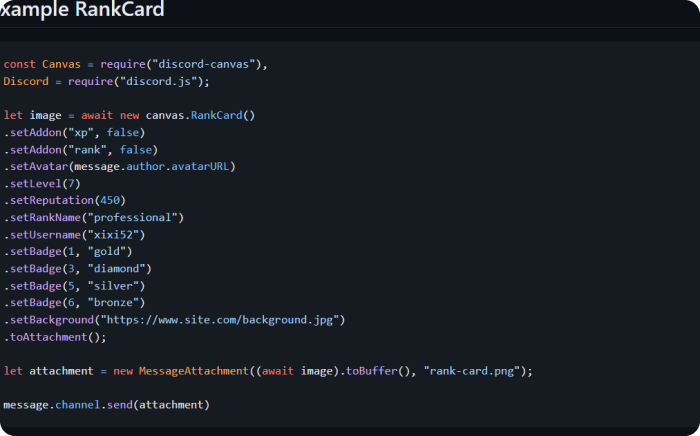 xample RankCard
const Canvas = require("discord-canvas"),
Discord = require("discord.js");
let image = await new canvas.RankCard()
.setAddon("xp", false)
.setAddon("rank", false)
.setAvatar(message.author.avatarURL)
.setLevel(7)
.setReputation(450)
.setRankName("professional")
.setUsername("xixi52")
.setBadge(1, "gold")
.setBadge(3, "diamond")
.setBadge(5, "silver")
.setBadge(6, "bronze")
.setBackground("https://www.site.com/background.jpg")
.toAttachment();
let attachment = new MessageAttachment((await image).toBuffer(), "rank-card.png");
message.channel.send(attachment)